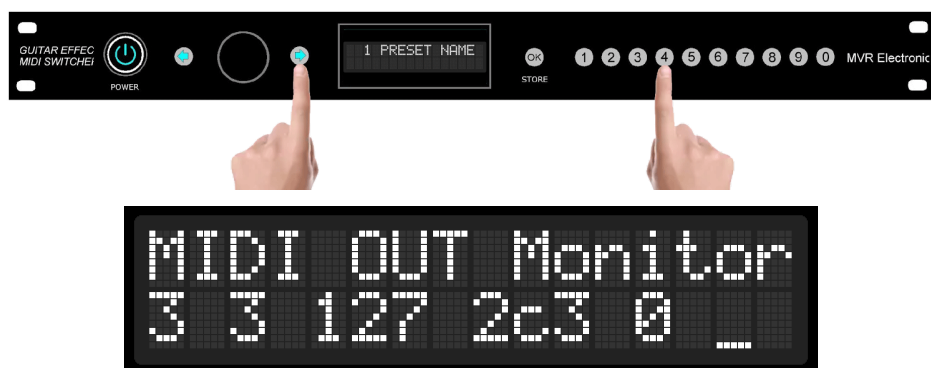 GUITAR EFFEC
MIDI SWITCHEI
POWER
1 PRESET NAME
OK
STORE
1 2 3 4 5 6 7 8 9 0
MVR Electronic
MIDI OUT Monitor
3 3 127 2c3 0 _